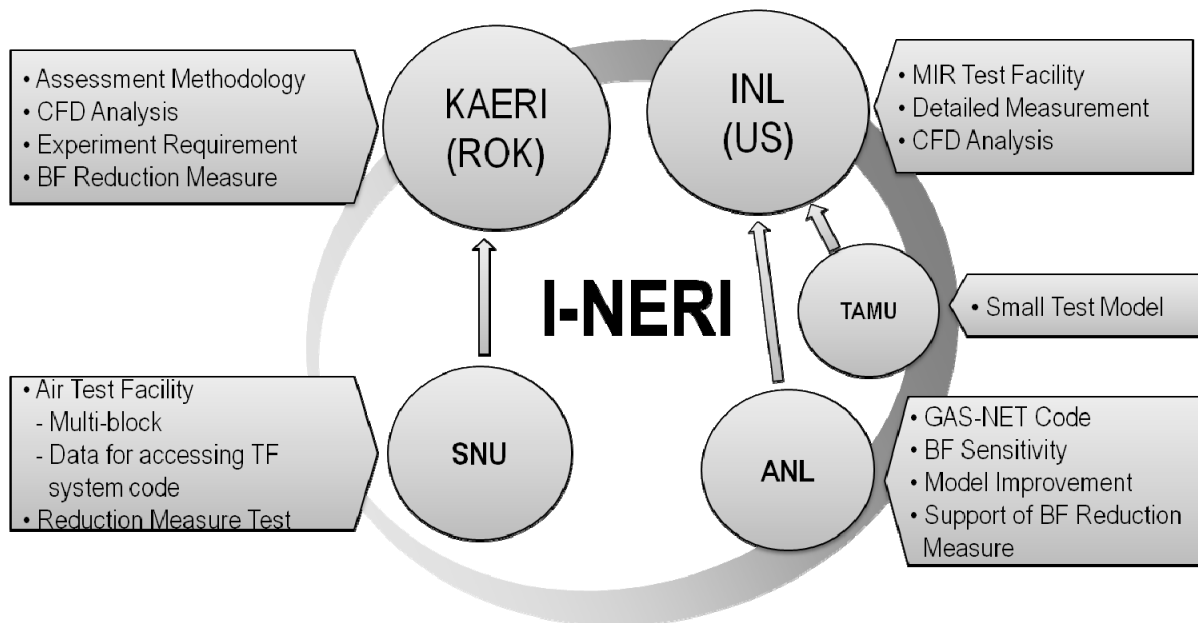 • Assessment Methodology
• CFD Analysis
• Experiment Requirement
• BF Reduction Measure
KAERI
(ROK)
INL
(US)
• MIR Test Facility
• Detailed Measurement
• CFD Analysis
I-NERI
TAMU
• Small Test Model
• Air Test Facility
- Multi-block
- Data for accessing TF
system code
• Reduction Measure Test
SNU
ANL
• GAS-NET Code
• BF Sensitivity
• Model Improvement
• Support of BF Reduction
Measure